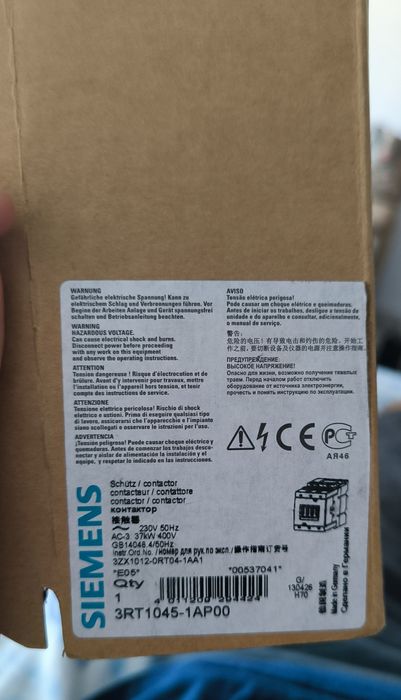 WARNUNG
Gefährliche elektrische Spannung! Kann zu
elektrischem Schlag und Verbrennungen führen. Vor
Beginn der Arbeiten Anlage und Gerät spannungsfrei
schalten und Betriebsanleitung beachten.
WARNING
HAZARDOUS VOLTAGE.
Can cause electrical shock and burns.
Disconnect power before proceeding
with any work on this equipment
and observe the operating instructions.
ATTENTION
Tension dangereuse ! Risque d'électrocution et de
brûlure. Avant d'y intervenir pour travaux, mettre
l'installation ou l'appareil hors tension, et tenir
compte des instructions de service.
ATTENZIONE
Tensione elettrica pericolosa! Rischio di shock
elettrico e ustioni. Prima di eseguire qualsiasi tipo
di lavoro, assicurarsi che l'apparecchio e l'impianto
siano scollegati e osservare le istruzioni per l'uso.
ADVERTENCIA
¡Tensión peligrosa! Puede causar choque eléctrico y
quemaduras. Antes de comenzar los trabajos desco-
nectar y aislar de alimentación la instalación y el
equipo, y respetar lo indicado en las instrucciones.
AVISO
Tensão elétrica perigosa!
Pode causar um choque elétrico e queimaduras.
Antes de iniciar os trabalhos, desligue a tensão de
unidade e do aparelho e consultar, adicionalmente,
o manual de serviço.
警告:
危险的电压! 有导致电击和灼伤的危险。开始工
作之前, 要切断设备及仪器的电源并注意操作指南.
ПРЕДУПРЕЖДЕНИЕ:
ВЫСОКОЕ НАПРЯЖЕНИЕ!
Опасно для жизни, возможно получение тяжелых
травм. Перед началом работ отключить
оборудование от источника электроэнергии,
прочесть и понять инструкцию по эксплуатации.
CE
АЯ46
SIEMENS
Schütz / contactor
contacteur / contattore
contactor / contactor
контактор
接触器
~ 230V 50Hz
AC-3 37kW 400V
GB14048.4/50Hz
Instr.Ord.No. / номер для рук по эксп. / 操作指南订货号
3ZX1012-0RT04-1AA1
*E05* *00537041*
Qty
1
G/
130426
H70
Made in Germany
Сделано в Германии
3RT1045-1AP00